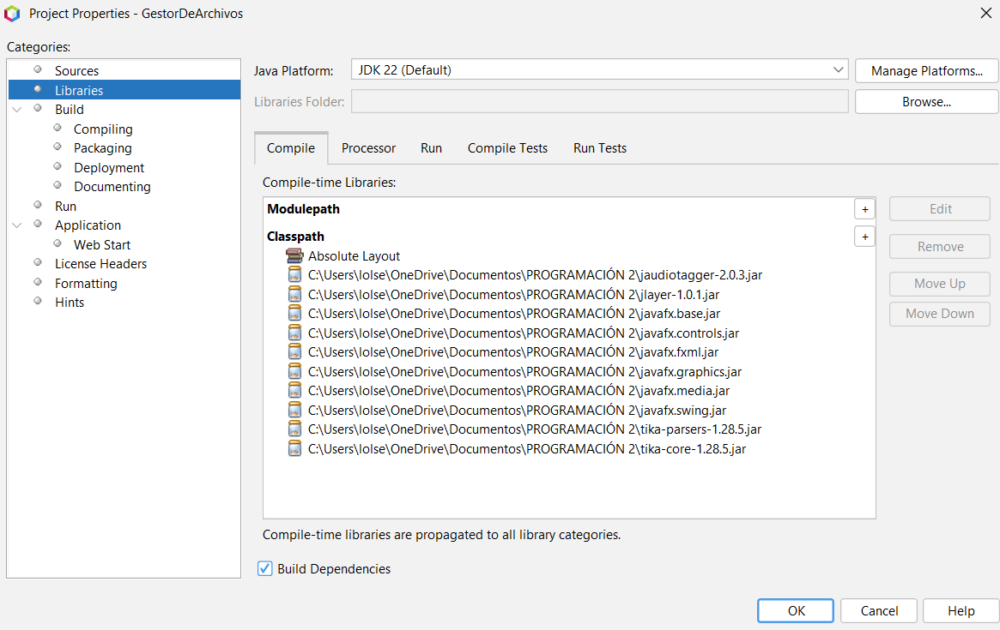 Project Properties - GestorDeArchivos
Categories:
Sources
Libraries
Build
Compiling
Packaging
Deployment
Documenting
Run
Application
Web Start
License Headers
Formatting
Hints
Java Platform: JDK 22 (Default) Manage Platforms...
Libraries Folder: Browse...
Compile Processor Run Compile Tests Run Tests
Compile-time Libraries:
Modulepath +
Classpath +
Absolute Layout
C:\Users\lolse\OneDrive\Documentos\PROGRAMACIÓN 2\jaudiotagger-2.0.3.jar
C:\Users\lolse\OneDrive\Documentos\PROGRAMACIÓN 2\jlayer-1.0.1.jar
C:\Users\lolse\OneDrive\Documentos\PROGRAMACIÓN 2\javafx.base.jar
C:\Users\lolse\OneDrive\Documentos\PROGRAMACIÓN 2\javafx.controls.jar
C:\Users\lolse\OneDrive\Documentos\PROGRAMACIÓN 2\javafx.fxml.jar
C:\Users\lolse\OneDrive\Documentos\PROGRAMACIÓN 2\javafx.graphics.jar
C:\Users\lolse\OneDrive\Documentos\PROGRAMACIÓN 2\javafx.media.jar
C:\Users\lolse\OneDrive\Documentos\PROGRAMACIÓN 2\javafx.swing.jar
C:\Users\lolse\OneDrive\Documentos\PROGRAMACIÓN 2\tika-parsers-1.28.5.jar
C:\Users\lolse\OneDrive\Documentos\PROGRAMACIÓN 2\tika-core-1.28.5.jar
Edit
Remove
Move Up
Move Down
Compile-time libraries are propagated to all library categories.
Build Dependencies
OK Cancel Help